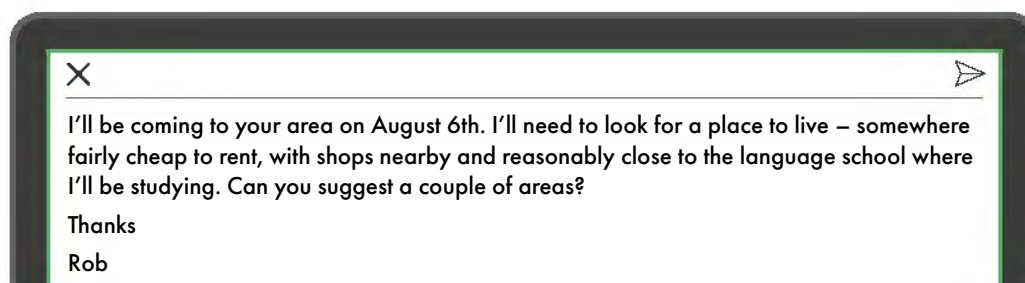 I'll be coming to your area on August 6th. I'll need to look for a place to live – somewhere
fairly cheap to rent, with shops nearby and reasonably close to the language school where
I'll be studying. Can you suggest a couple of areas?
Thanks
Rob